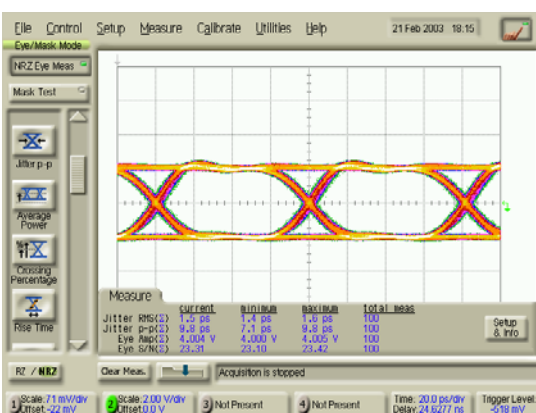 File Control Setup Measure Calibrate Utilities Help 21 Feb 2003 18:15
Eye/Mask Mode
NRZ Eye Meas
Mask Test
Jitter p-p
Average
Power
Crossing
Percentage
Rise Time
Measure
current minimum maximum total meas
Jitter RMS(Σ) 1.5 ps 1.4 ps 1.6 ps 100
Jitter p-p(Σ) 9.8 ps 7.1 ps 9.8 ps 100
Eye Amp(Σ) 4.004 V 4.000 V 4.005 V 100
Eye S/N(Σ) 23.31 23.10 23.42 100
Setup
& Info
RZ / NRZ
Clear Meas.
Acquisition is stopped
1) Scale:71 mV/div
Offset:-22 mV
2) Scale:2.00 V/div
Offset:0.0 V
3) Not Present
4) Not Present
Time: 20.0 ps/div
Delay:24.6277 ns
Trigger Level:
-518 mV